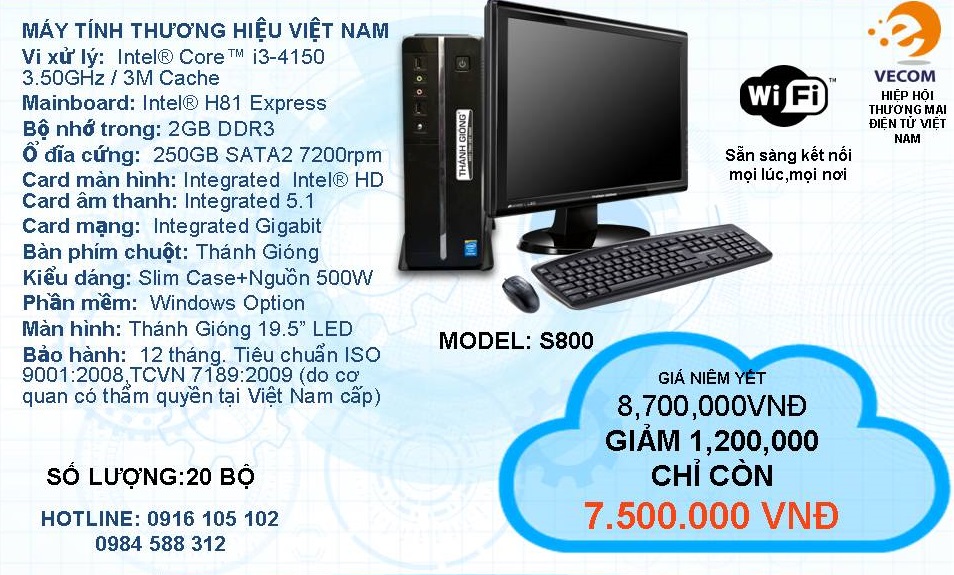 MÁY TÍNH THƯƠNG HIỆU VIỆT NAM
Vi xử lý: Intel® Core™ i3-4150
3.50GHz / 3M Cache
Mainboard: Intel® H81 Express
Bộ nhớ trong: 2GB DDR3
Ổ đĩa cứng: 250GB SATA2 7200rpm
Card màn hình: Integrated Intel® HD
Card âm thanh: Integrated 5.1
Card mạng: Integrated Gigabit
Bàn phím chuột: Thánh Gióng
Kiểu dáng: Slim Case+Nguồn 500W
Phần mềm: Windows Option
Màn hình: Thánh Gióng 19.5” LED
Bảo hành: 12 tháng. Tiêu chuẩn ISO
9001:2008,TCVN 7189:2009 (do cơ
quan có thẩm quyền tại Việt Nam cấp)
SỐ LƯỢNG:20 BỘ
HOTLINE: 0916 105 102
0984 588 312
THÁNH GIÓNG
MODEL: S800
Wi Fi ™
Sẵn sàng kết nối
mọi lúc,mọi nơi
e
VECOM
HIỆP HỘI
THƯƠNG MẠI
ĐIỆN TỬ VIỆT
NAM
GIÁ NIÊM YẾT
8,700,000VNĐ
GIẢM 1,200,000
CHỈ CÒN
7.500.000 VNĐ